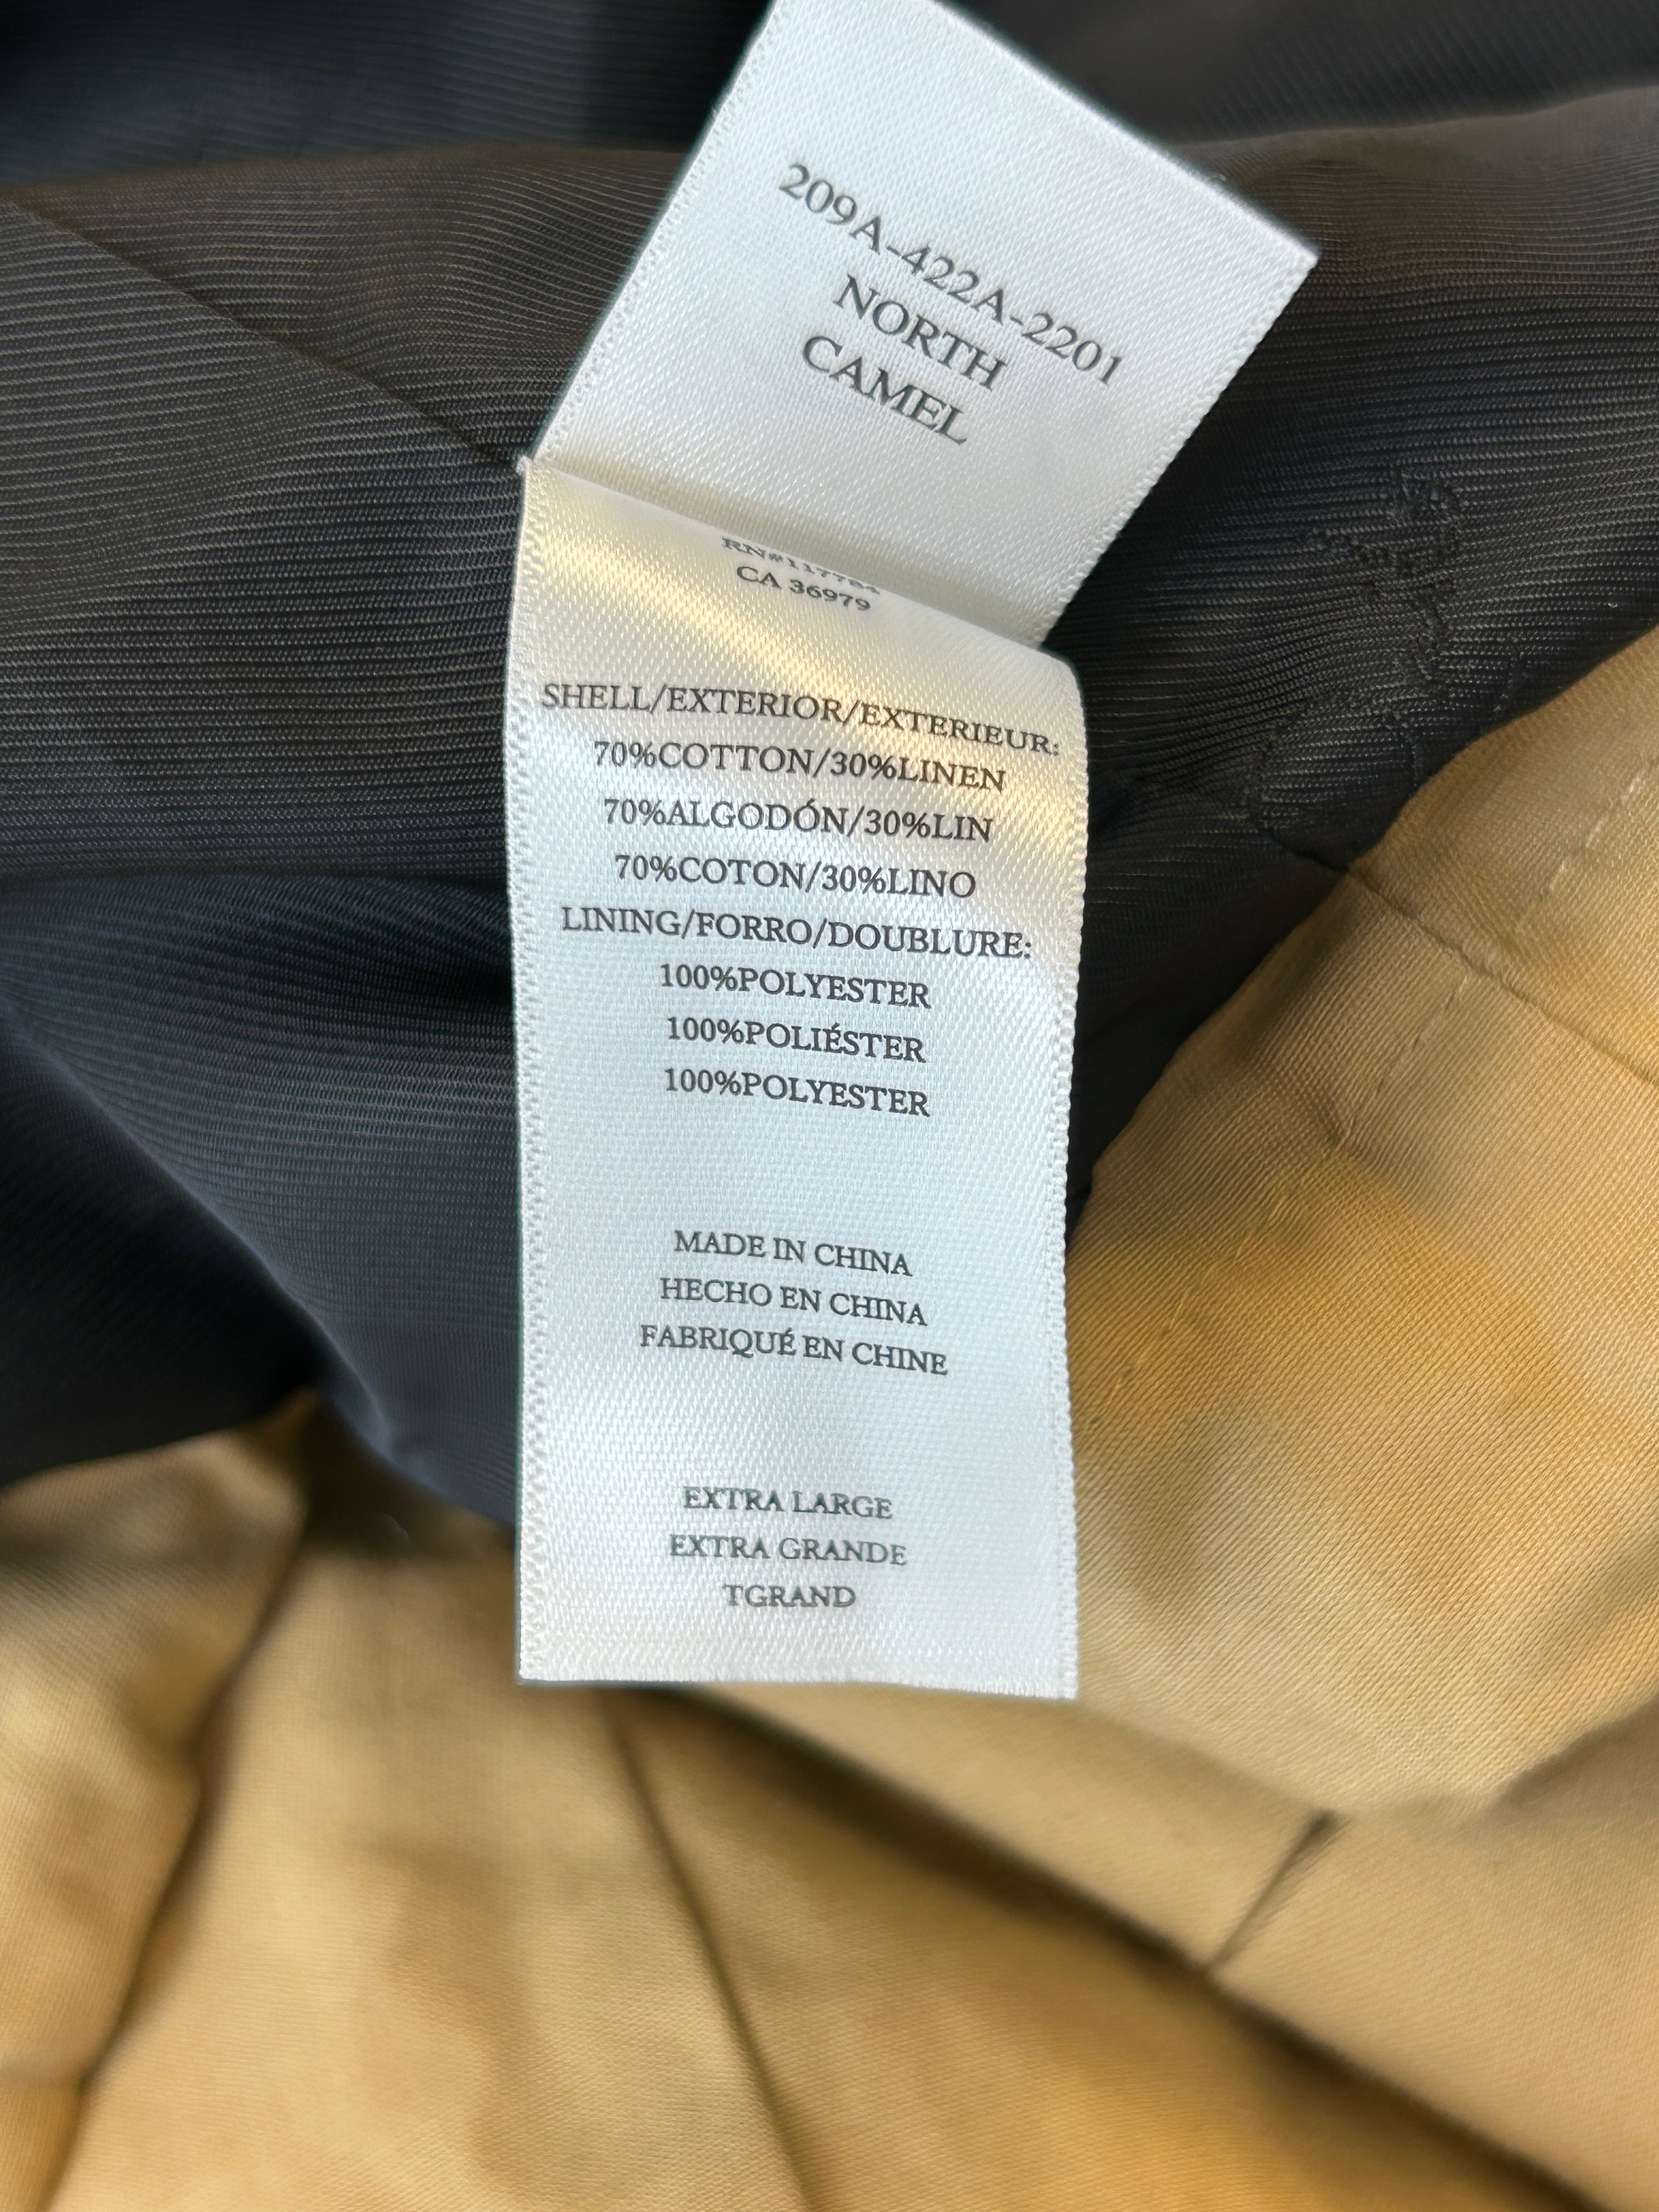 209A-422A-2201
NORTH
CAMEL
RN#117784
CA 36979
SHELL/EXTERIOR/EXTERIEUR:
70%COTTON/30%LINEN
70%ALGODÓN/30%LIN
70%COTON/30%LINO
LINING/FORRO/DOUBLURE:
100%POLYESTER
100%POLIÉSTER
100%POLYESTER
MADE IN CHINA
HECHO EN CHINA
FABRIQUÉ EN CHINE
EXTRA LARGE
EXTRA GRANDE
TGRAND